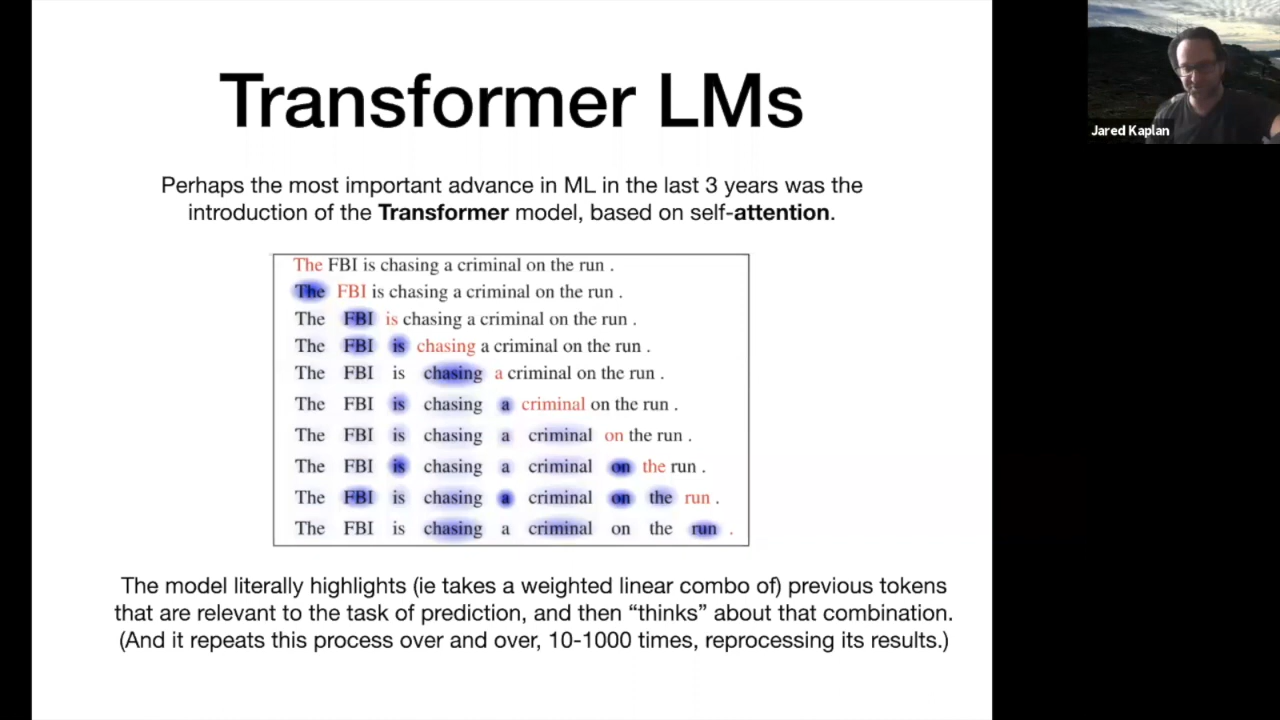 Transformer LMs
Jared Kaplan
Perhaps the most important advance in ML in the last 3 years was the
introduction of the Transformer model, based on self-attention.
The FBI is chasing a criminal on the run .
The FBI is chasing a criminal on the run .
The FBI is chasing a criminal on the run .
The FBI is chasing a criminal on the run .
The FBI is chasing a criminal on the run .
The FBI is chasing a criminal on the run .
The FBI is chasing a criminal on the run .
The FBI is chasing a criminal on the run .
The FBI is chasing a criminal on the run .
The FBI is chasing a criminal on the run .
The model literally highlights (ie takes a weighted linear combo of) previous tokens
that are relevant to the task of prediction, and then “thinks” about that combination.
(And it repeats this process over and over, 10-1000 times, reprocessing its results.)